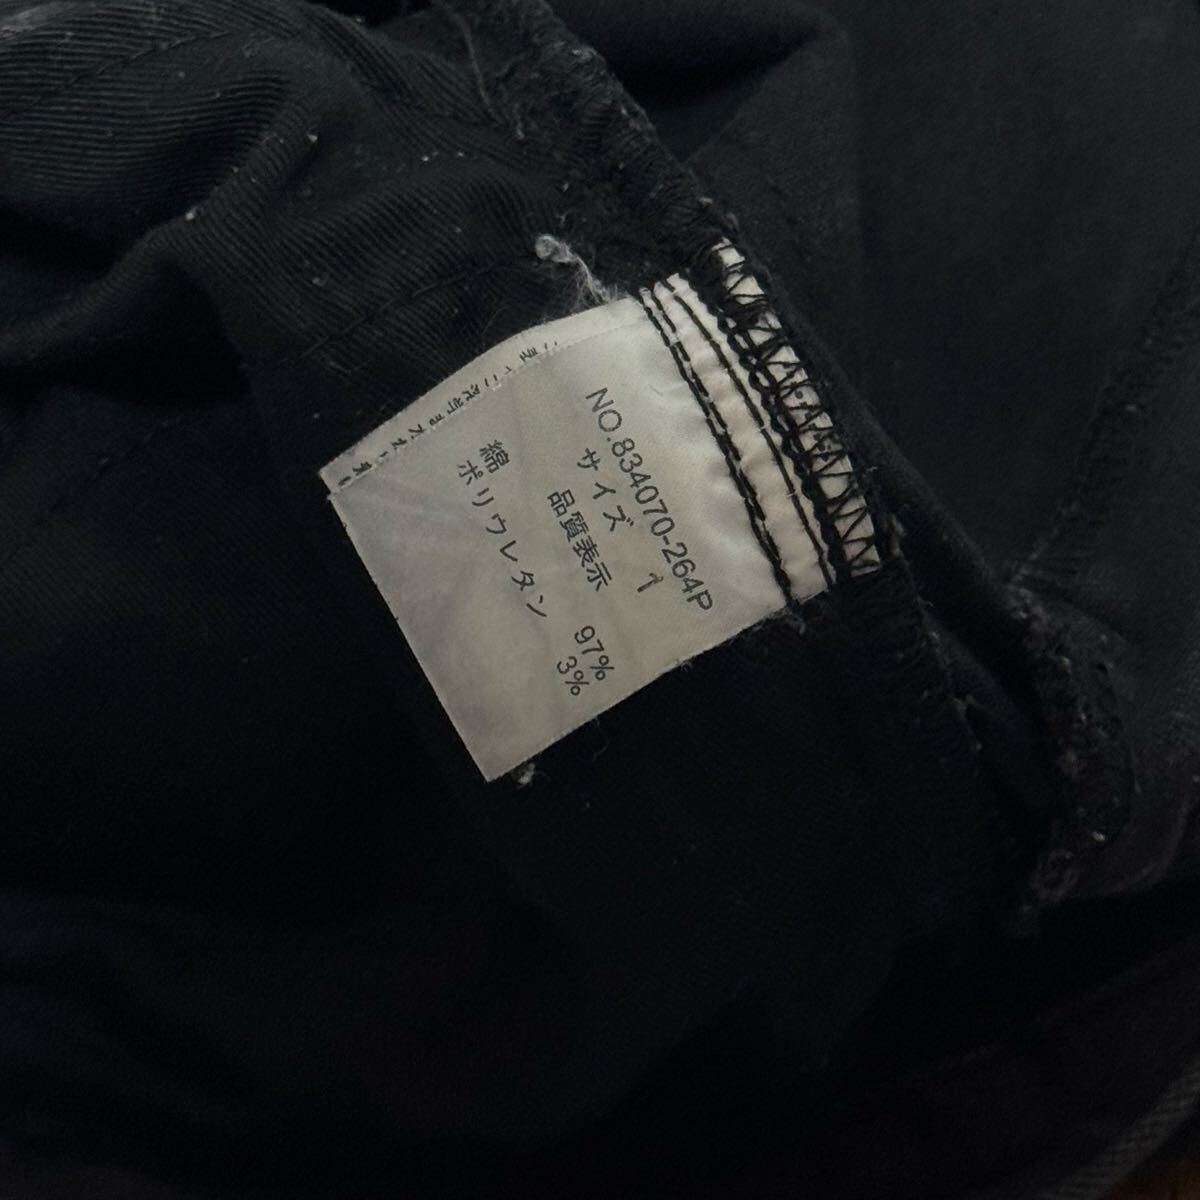 NO.834070-264P
サイズ 1
品質表示
綿 97%
ポリウレタン 3%